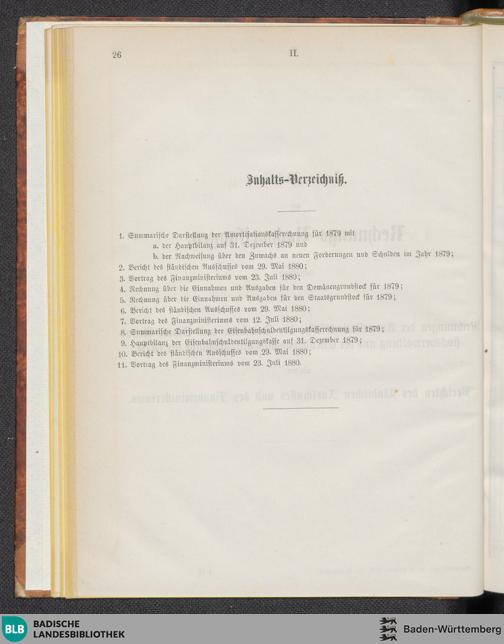 26
II.
Inhalts-Verzeichniß.
1. Summarische Darstellung der Amortisationskasserechnung für 1879 mit
a. der Hauptbilanz auf 31. Dezember 1879 und
b. der Nachweisung über den Zuwachs an neuen Forderungen und Schulden im Jahr 1879;
2. Bericht des ständischen Ausschusses vom 29. Mai 1880;
3. Vortrag des Finanzministeriums vom 23. Juli 1880;
4. Rechnung über die Einnahmen und Ausgaben für den Domänengrundstock für 1879;
5. Rechnung über die Einnahmen und Ausgaben für den Staatsgrundstock für 1879;
6. Bericht des ständischen Ausschusses vom 29. Mai 1880;
7. Vortrag des Finanzministeriums vom 12. Juli 1880;
8. Summarische Darstellung der Eisenbahnschuldentilgungskasserechnung für 1879;
9. Hauptbilanz der Eisenbahnschuldentilgungskasse auf 31. Dezember 1879;
10. Bericht des ständischen Ausschusses vom 29. Mai 1880;
11. Vortrag des Finanzministeriums vom 23. Juli 1880.
BLB BADISCHE
LANDESBIBLIOTHEK
Baden-Württemberg